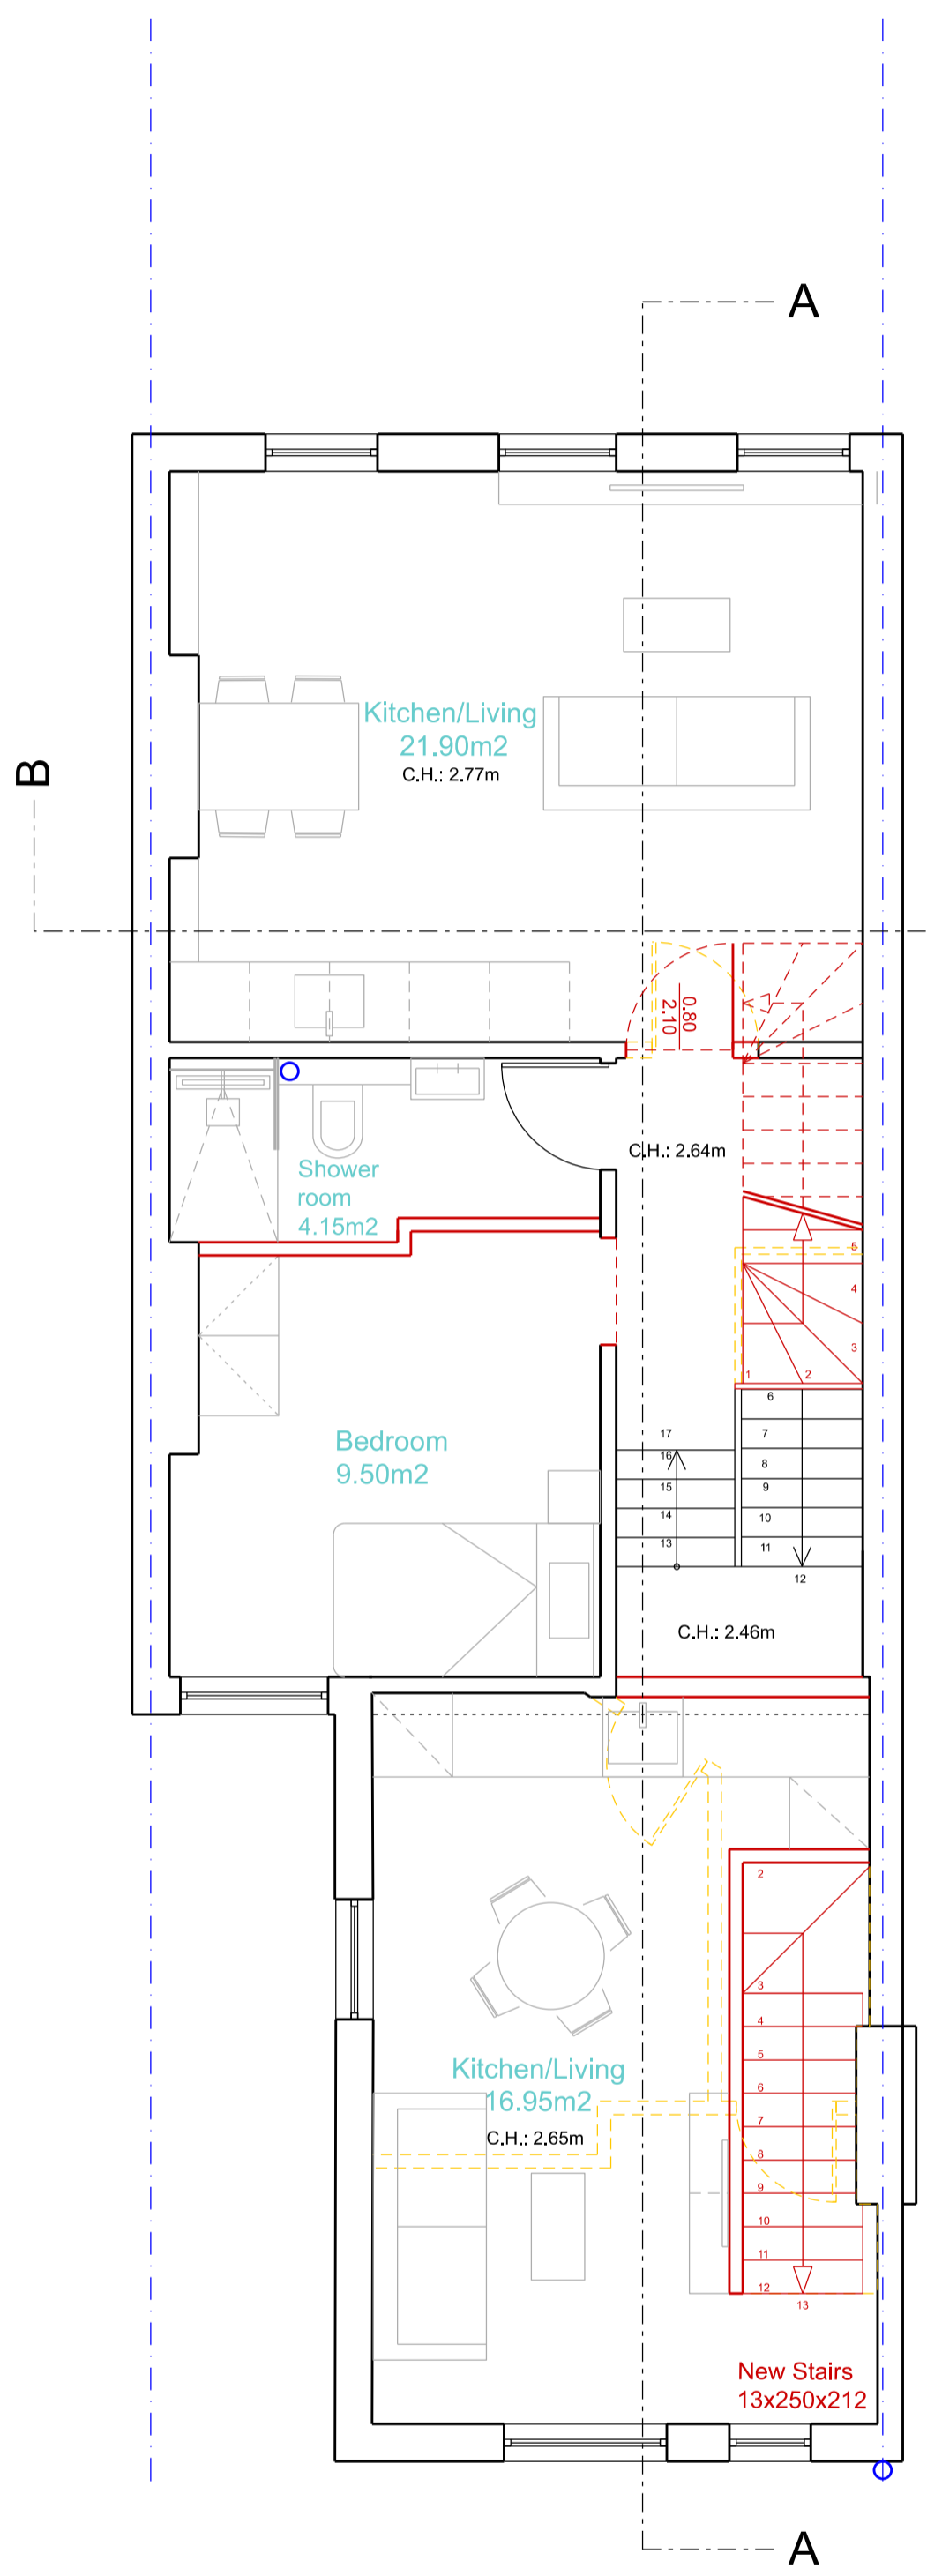 A
B
Kitchen/Living
21.90m2
C.H.: 2.77m
0.80
2.10
C.H.: 2.64m
Shower
room
4.15m2
5
4
3
1
2
6
17
7
16
8
15
9
14
10
13
11
12
Bedroom
9.50m2
C.H.: 2.46m
2
3
4
5
Kitchen/Living
16.95m2
C.H.: 2.65m
6
7
8
9
10
11
12
13
New Stairs
13x250x212
A